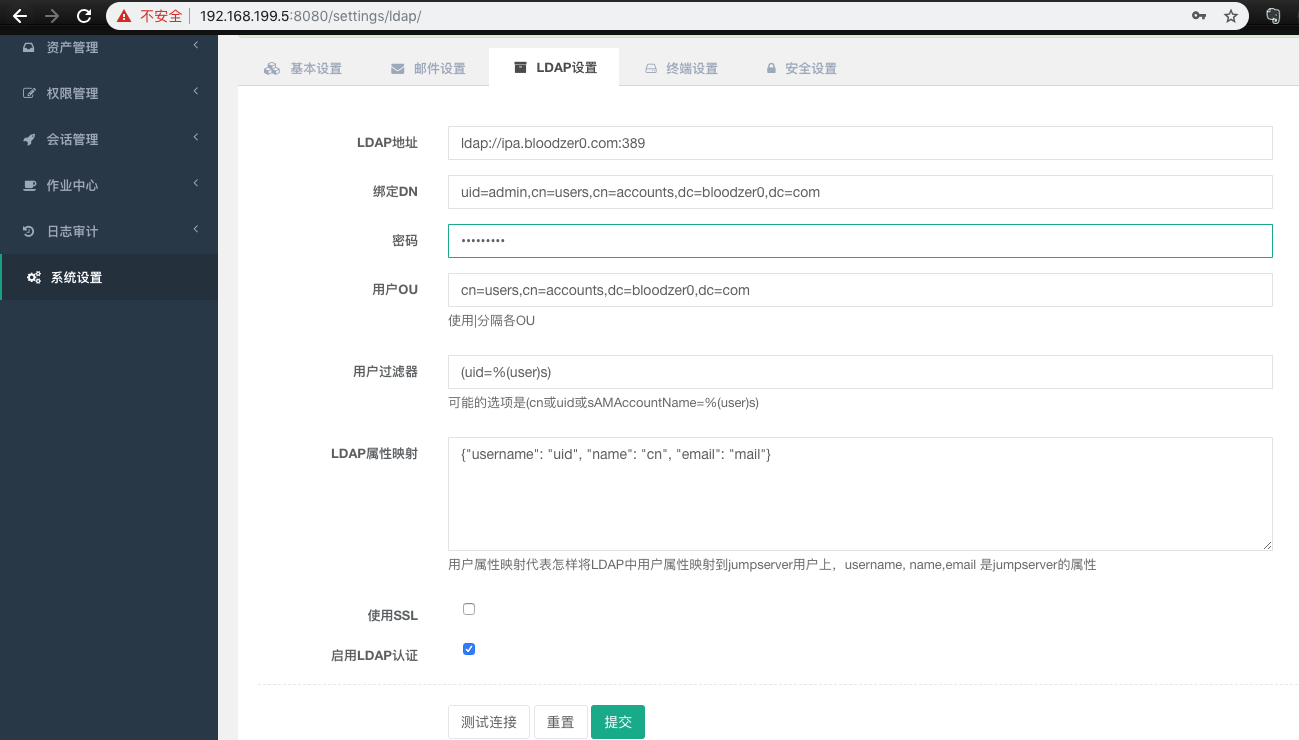 不安全 192.168.199.5:8080/settings/ldap/
资产管理
权限管理
会话管理
作业中心
日志审计
系统设置
基本设置 邮件设置 LDAP设置 终端设置 安全设置
LDAP地址 ldap://ipa.bloodzer0.com:389
绑定DN uid=admin,cn=users,cn=accounts,dc=bloodzer0,dc=com
密码 •••••••••
用户OU cn=users,cn=accounts,dc=bloodzer0,dc=com
使用|分隔各OU
用户过滤器 (uid=%(user)s)
可能的选项是(cn或uid或sAMAccountName=%(user)s)
LDAP属性映射 {"username": "uid", "name": "cn", "email": "mail"}
用户属性映射代表怎样将LDAP中用户属性映射到jumpserver用户上，username, name,email 是jumpserver的属性
使用SSL
启用LDAP认证
测试连接 重置 提交